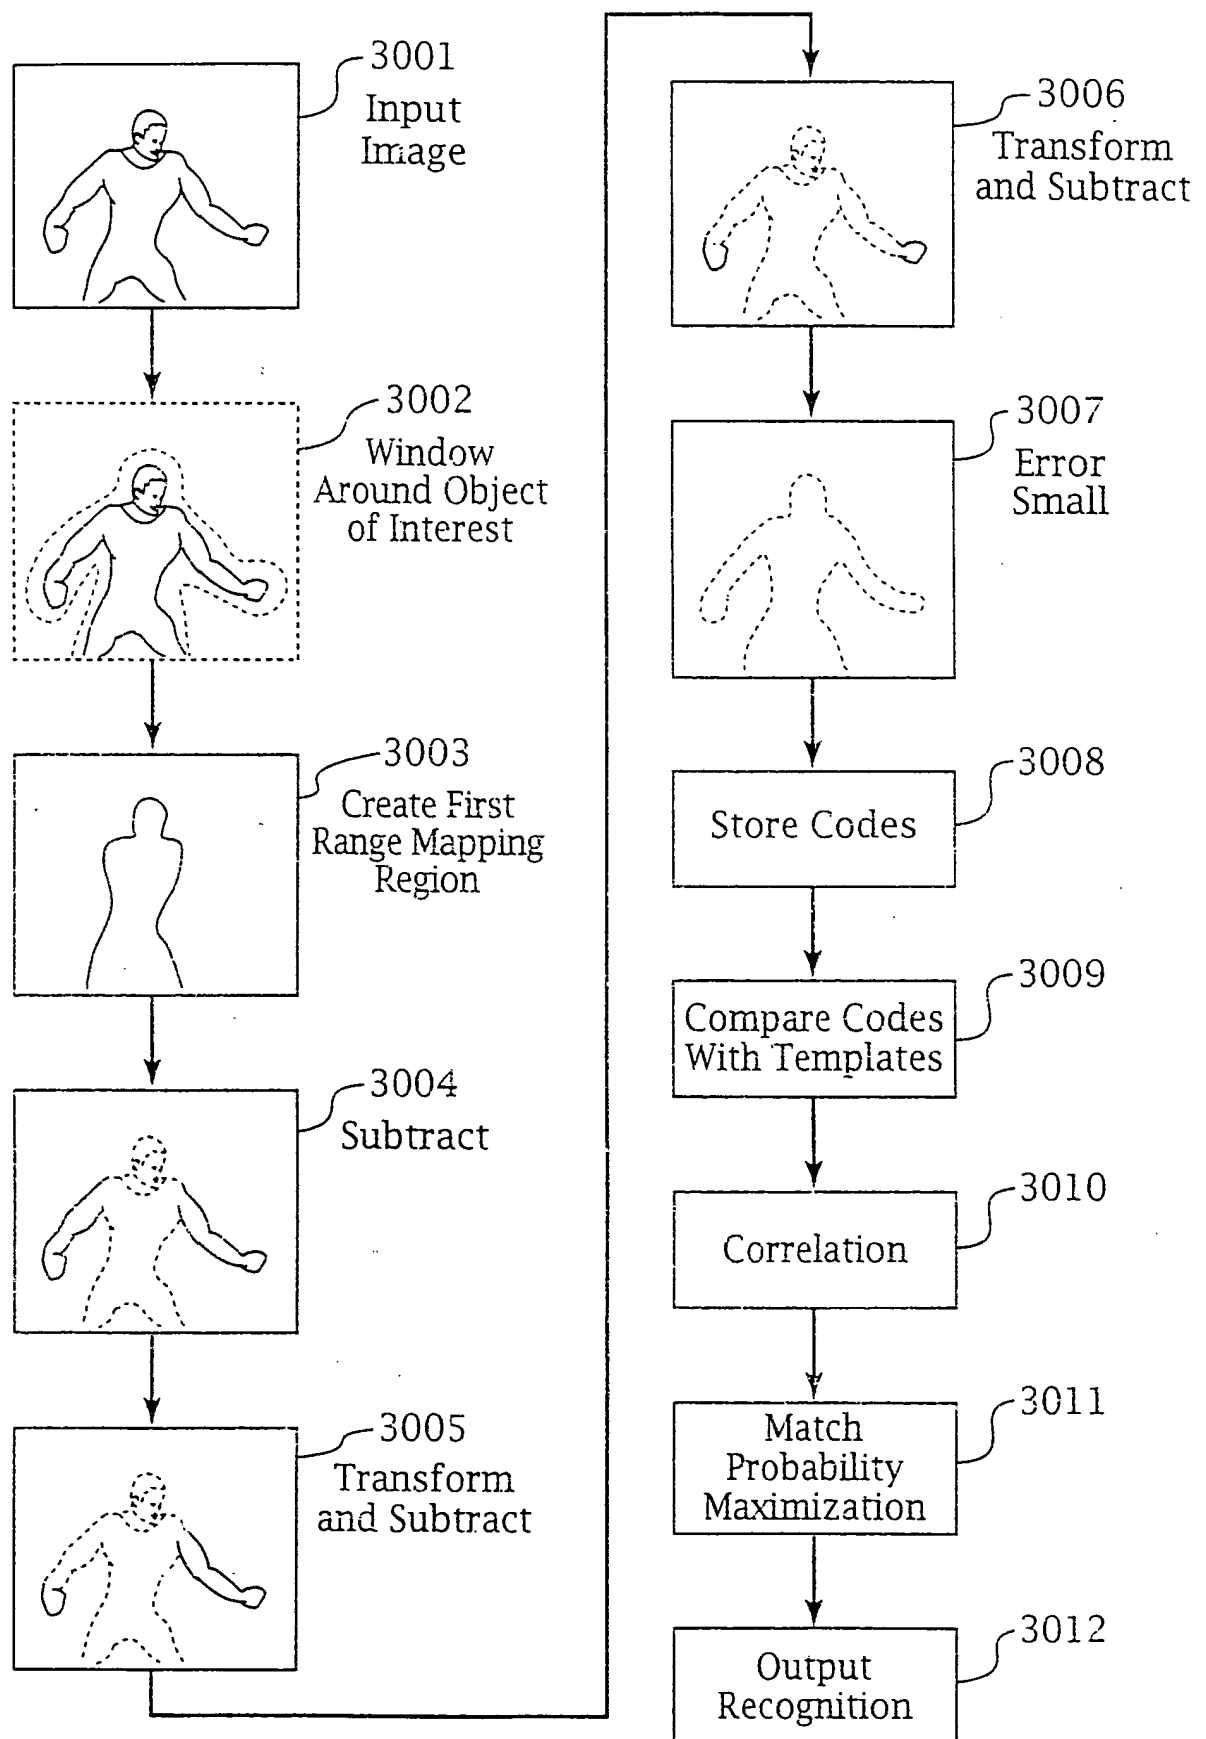 3001
Input
Image
3002
Window
Around Object
of Interest
3003
Create First
Range Mapping
Region
3004
Subtract
3005
Transform
and Subtract
3006
Transform
and Subtract
3007
Error
Small
3008
Store Codes
3009
Compare Codes
With Templates
3010
Correlation
3011
Match
Probability
Maximization
3012
Output
Recognition